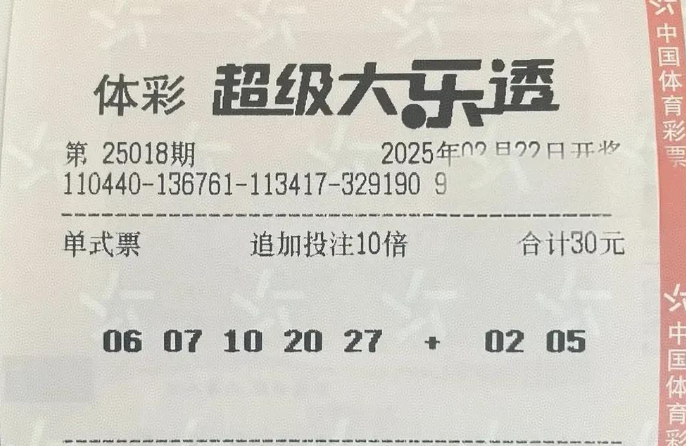 体彩 超级大乐透
第 25018期 2025年02月22日开奖
110440-136761-113417-329190 9
单式票 追加投注10倍 合计30元
06 07 10 20 27 + 02 05
中国体育彩票
中国体育彩